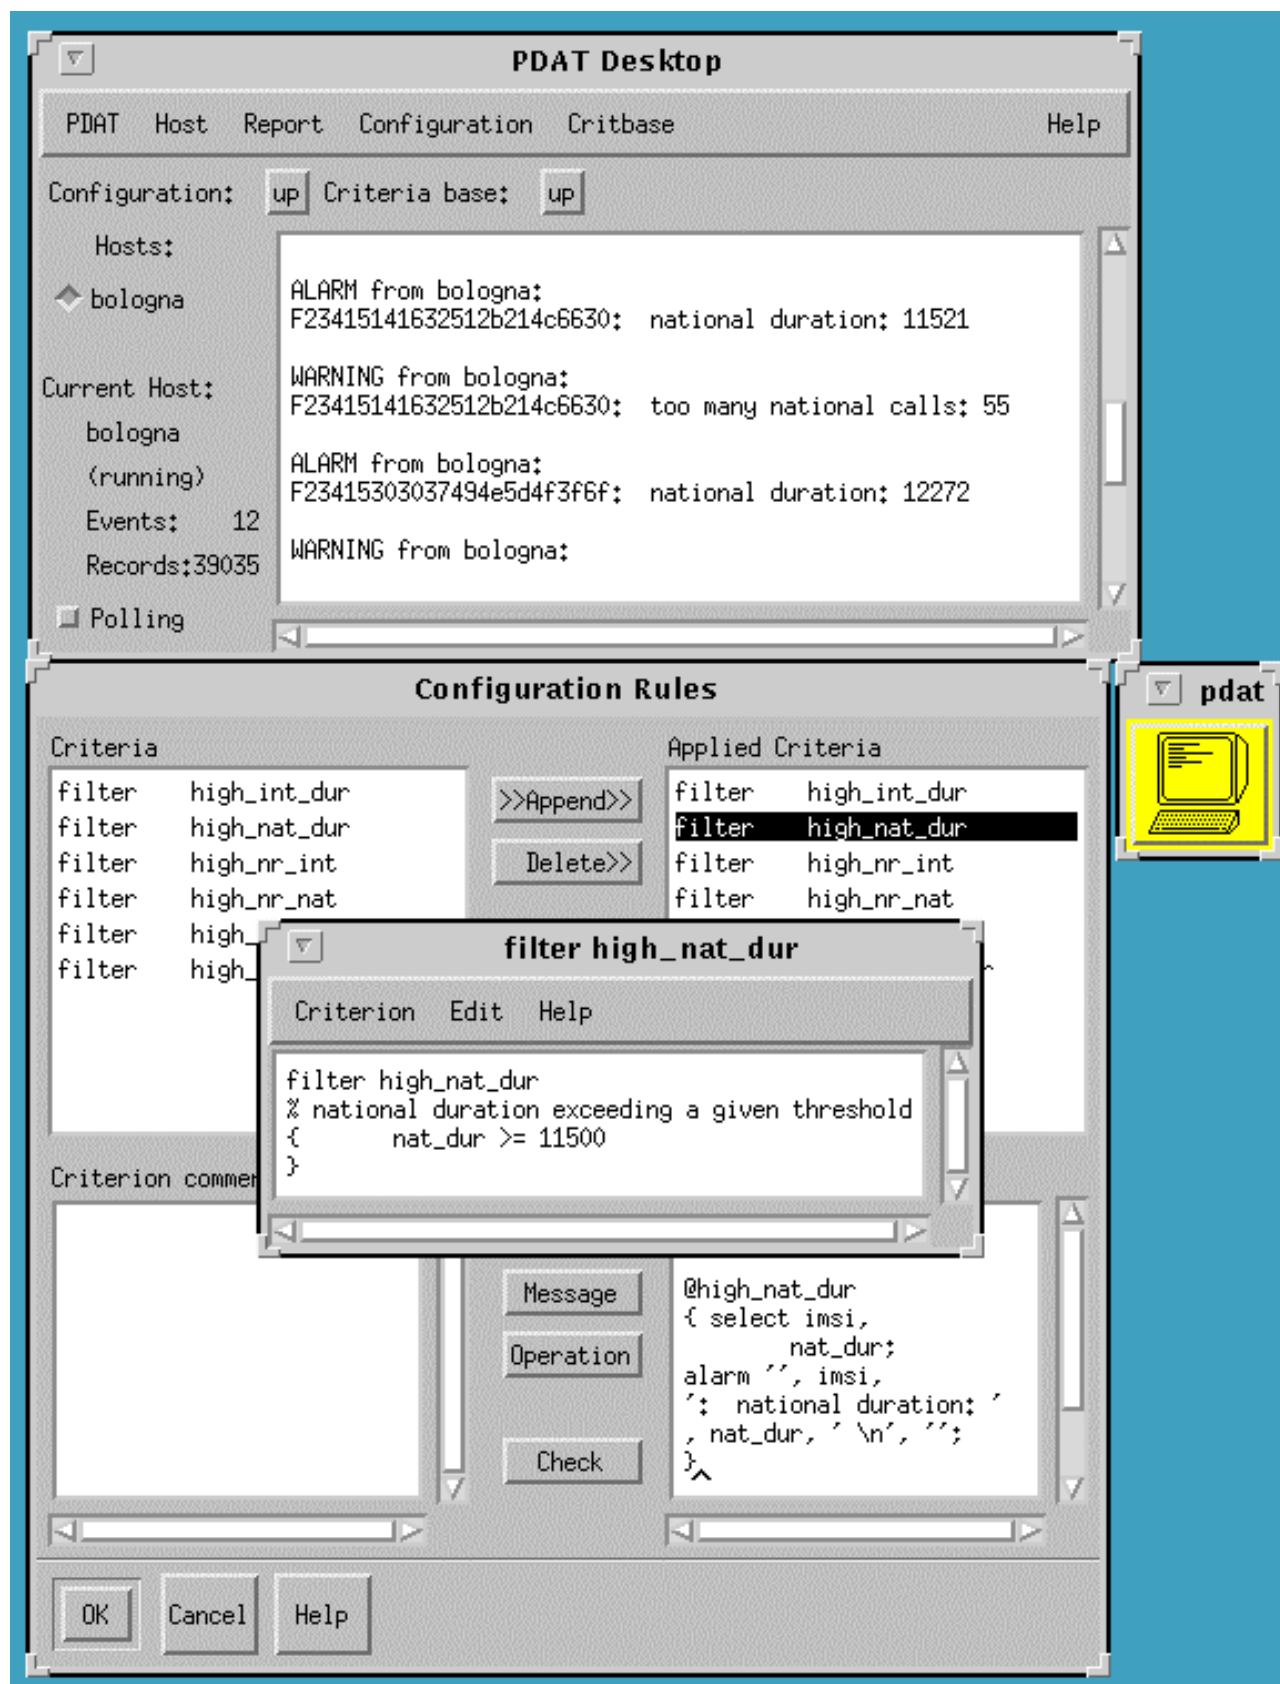 PDAT Desktop
PDAT Host Report Configuration Critbase Help
Configuration: up Criteria base: up
Hosts:
bologna
Current Host:
bologna
(running)
Events: 12
Records:39035
Polling
ALARM from bologna:
F23415141632512b214c6630: national duration: 11521
WARNING from bologna:
F23415141632512b214c6630: too many national calls: 55
ALARM from bologna:
F23415303037494e5d4f3f6f: national duration: 12272
WARNING from bologna:
Configuration Rules
pdat
Criteria
filter high_int_dur
filter high_nat_dur
filter high_nr_int
filter high_nr_nat
filter high_
filter high_
>>Append>>
Delete>>
Applied Criteria
filter high_int_dur
filter high_nat_dur
filter high_nr_int
filter high_nr_nat
filter high_nat_dur
Criterion Edit Help
filter high_nat_dur
% national duration exceeding a given threshold
{ nat_dur >= 11500
}
Criterion
Message
Operation
Check
@high_nat_dur
{ select imsi,
nat_dur;
alarm '', imsi,
': national duration: '
, nat_dur, ' \n', '';
}
OK Cancel Help